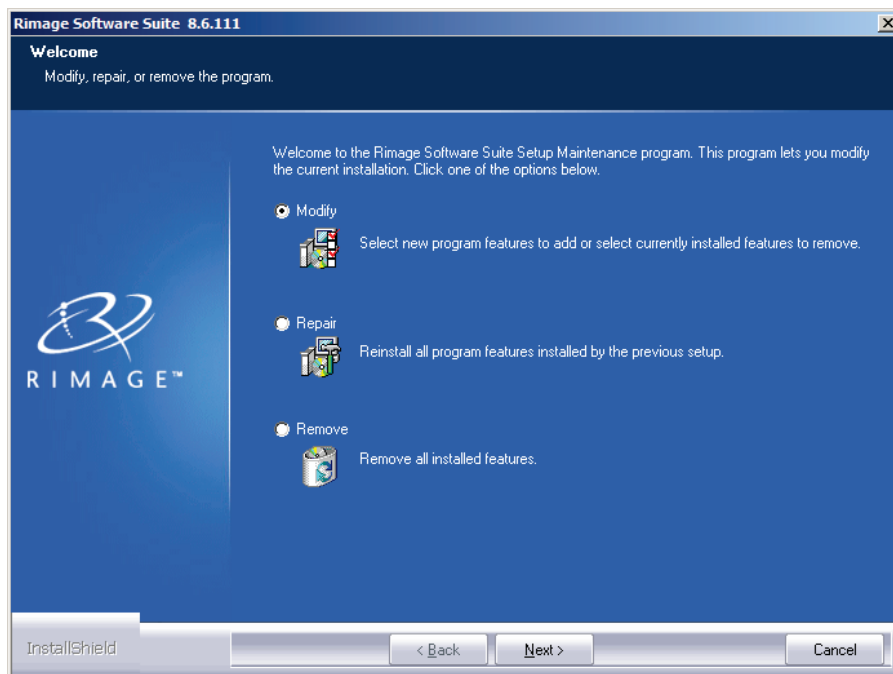 Rimage Software Suite 8.6.111
Welcome
Modify, repair, or remove the program.
Welcome to the Rimage Software Suite Setup Maintenance program. This program lets you modify
the current installation. Click one of the options below.
Modify
Select new program features to add or select currently installed features to remove.
Repair
Reinstall all program features installed by the previous setup.
RIMAGE™
Remove
Remove all installed features.
InstallShield
< Back
Next >
Cancel